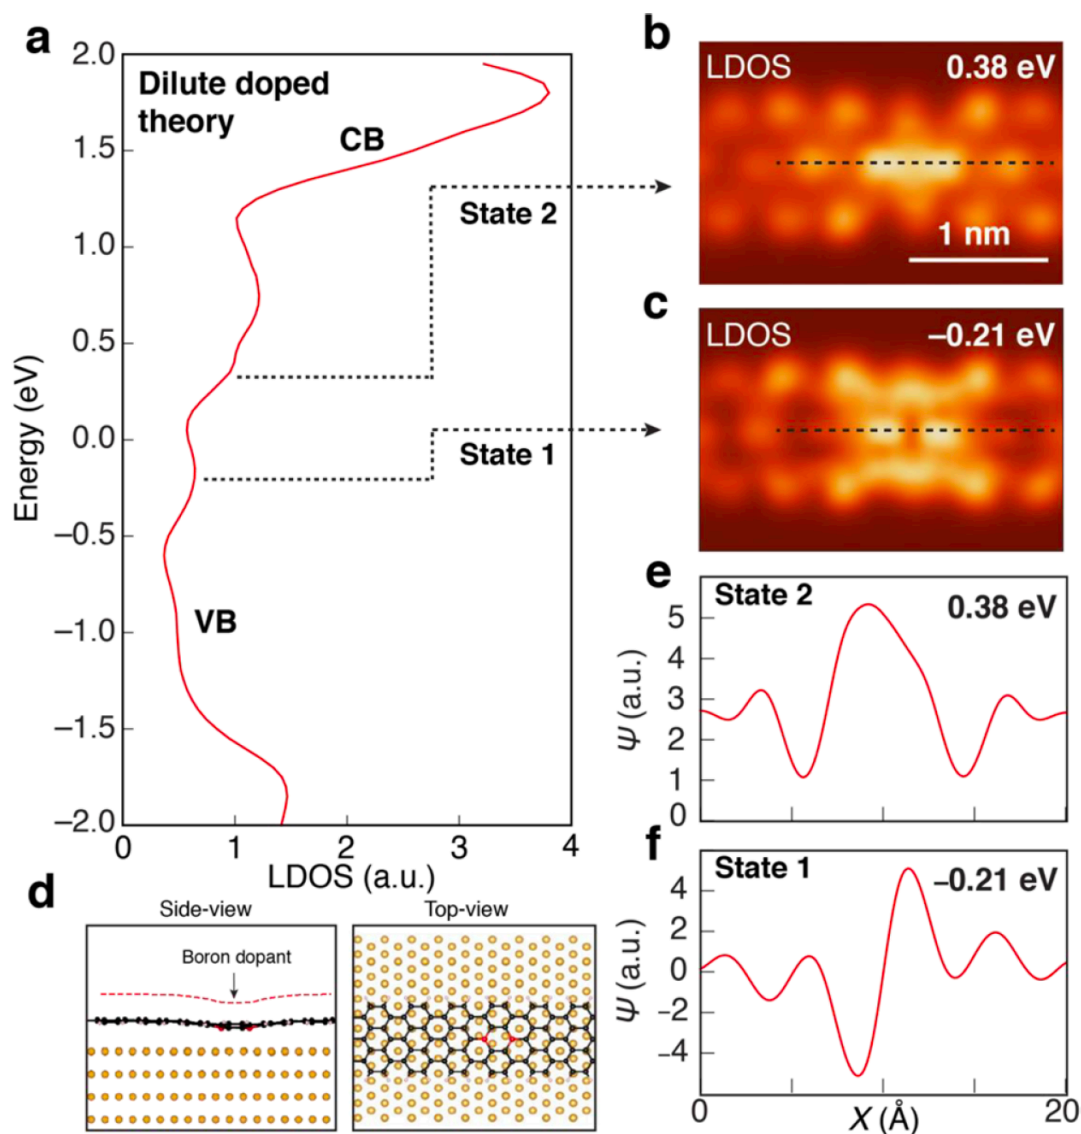 a
2.0
1.5
1.0
0.5
0.0
−0.5
−1.0
−1.5
−2.0
Energy (eV)
Dilute doped
theory
CB
State 2
State 1
VB
0
1
2
3
4
LDOS (a.u.)
b
LDOS
0.38 eV
1 nm
c
LDOS
−0.21 eV
d
Side-view
Boron dopant
Top-view
e
State 2
0.38 eV
5
4
3
2
1
0
Ψ (a.u.)
f
State 1
−0.21 eV
4
2
0
−2
−4
Ψ (a.u.)
0
X (Å)
20